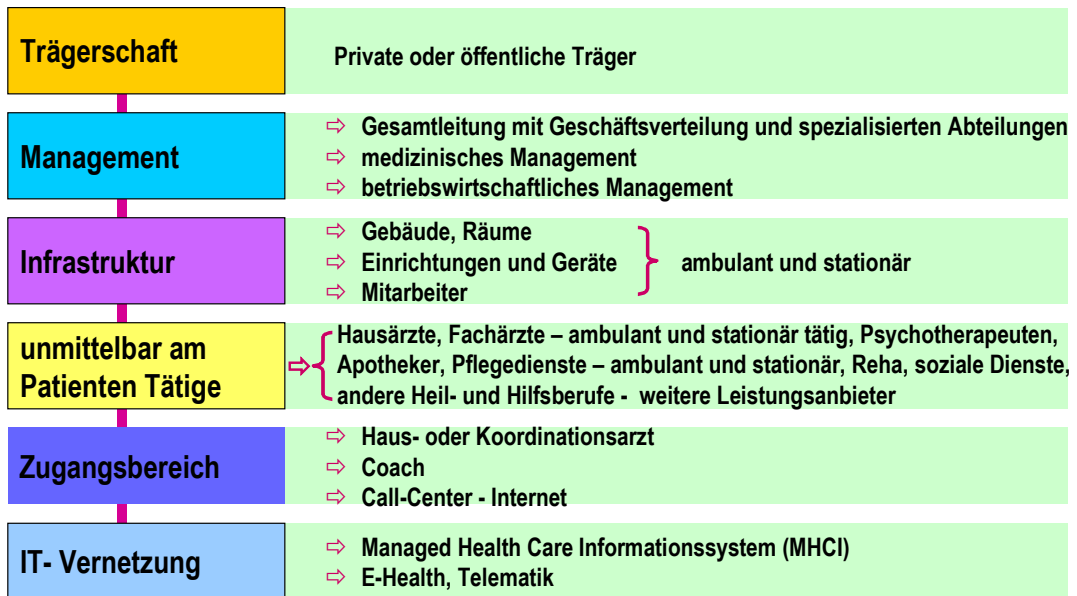 Trägerschaft
Private oder öffentliche Träger
Management
⇨ Gesamtleitung mit Geschäftsverteilung und spezialisierten Abteilungen
⇨ medizinisches Management
⇨ betriebswirtschaftliches Management
Infrastruktur
⇨ Gebäude, Räume
⇨ Einrichtungen und Geräte
⇨ Mitarbeiter
ambulant und stationär
unmittelbar am
Patienten Tätige
Hausärzte, Fachärzte – ambulant und stationär tätig, Psychotherapeuten,
Apotheker, Pflegedienste – ambulant und stationär, Reha, soziale Dienste,
andere Heil- und Hilfsberufe - weitere Leistungsanbieter
Zugangsbereich
⇨ Haus- oder Koordinationsarzt
⇨ Coach
⇨ Call-Center - Internet
IT- Vernetzung
⇨ Managed Health Care Informationssystem (MHCI)
⇨ E-Health, Telematik